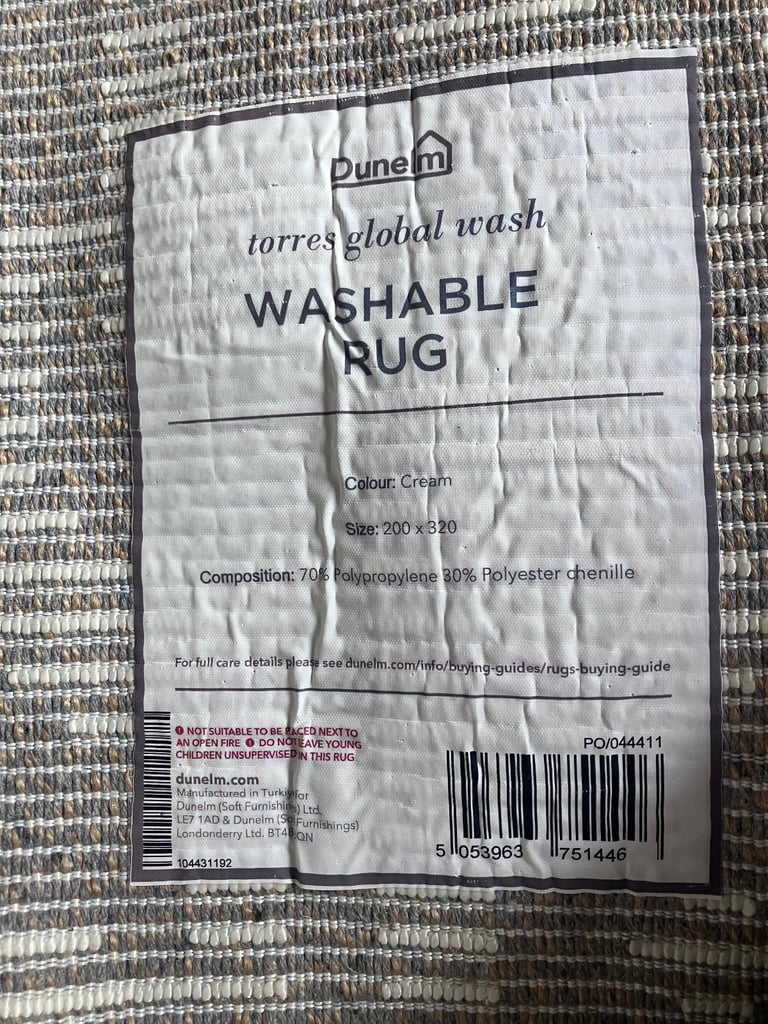 Dunelm
torres global wash
WASHABLE
RUG
Colour: Cream
Size: 200 x 320
Composition: 70% Polypropylene 30% Polyester chenille
For full care details please see dunelm.com/info/buying-guides/rugs-buying-guide
NOT SUITABLE TO BE PLACED NEXT TO
AN OPEN FIRE DO NOT LEAVE YOUNG
CHILDREN UNSUPERVISED ON THIS RUG
dunelm.com
Manufactured in Turkiye for
Dunelm (Soft Furnishings) Ltd,
LE7 1AD & Dunelm (Soft Furnishings)
Londonderry Ltd. BT48
104431192
PO/044411
5 053963 751446